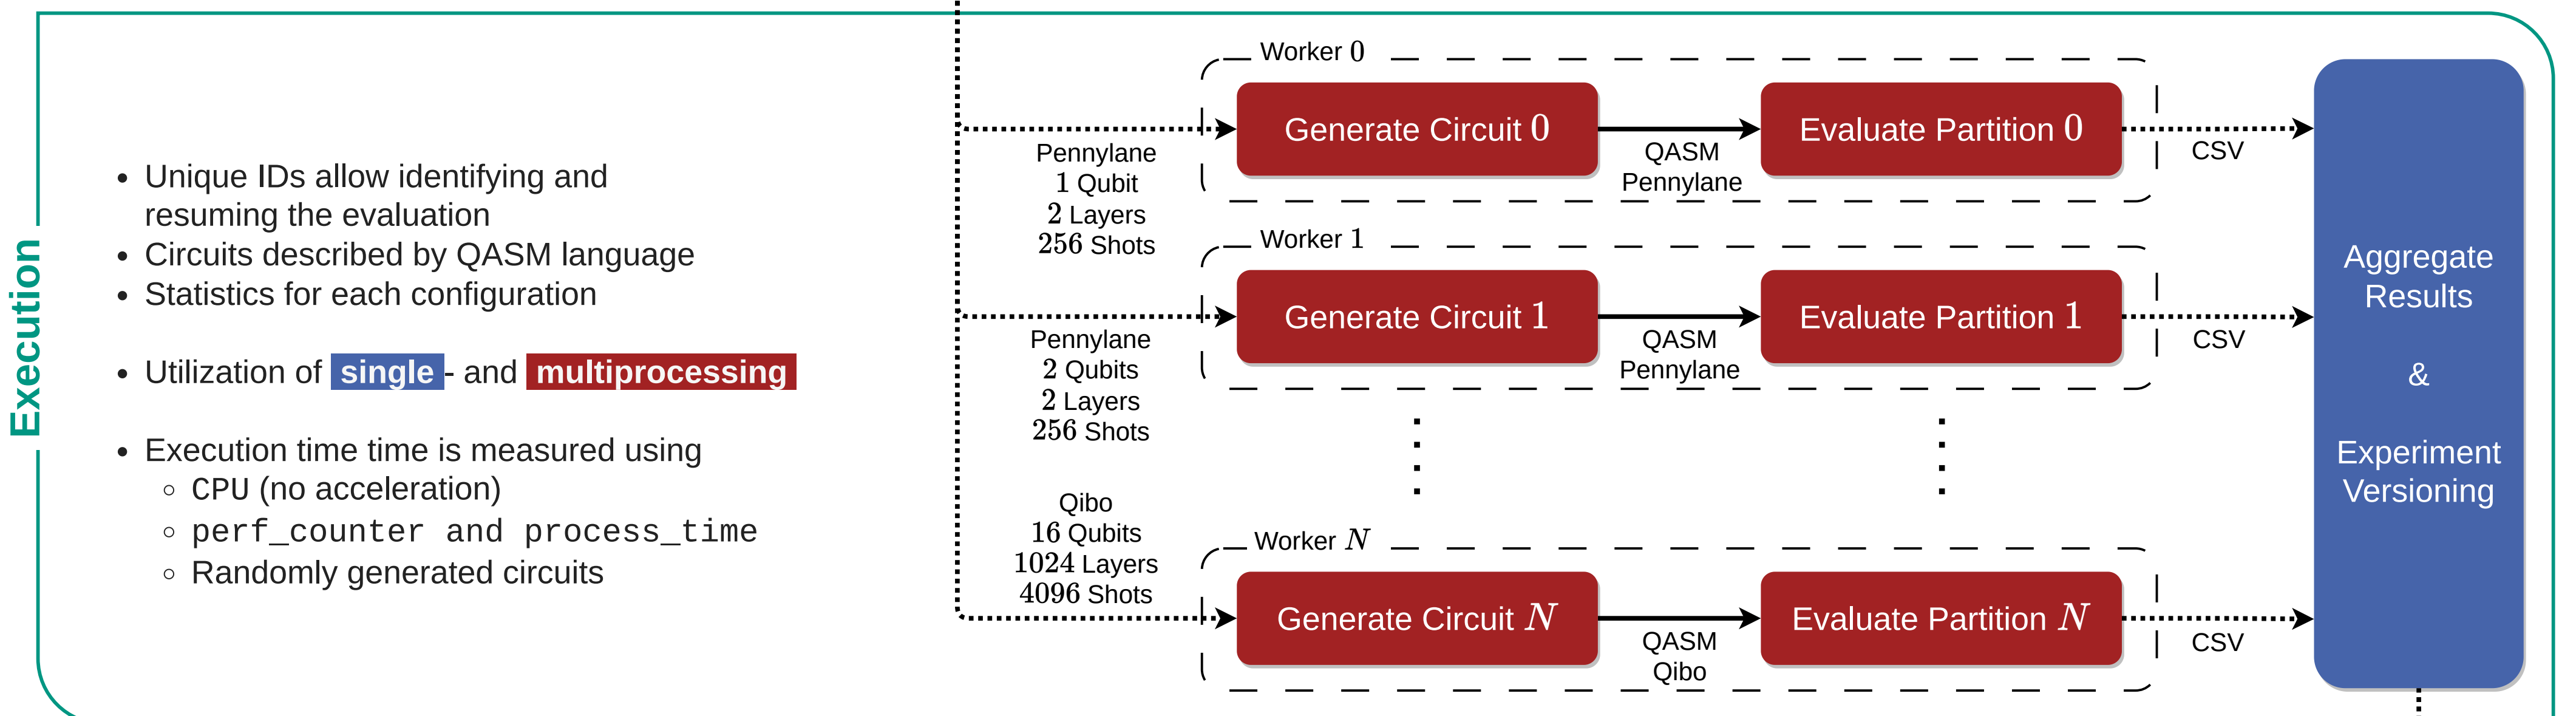 Execution
• Unique IDs allow identifying and
resuming the evaluation
• Circuits described by QASM language
• Statistics for each configuration
• Utilization of single - and multiprocessing
• Execution time time is measured using
◦ CPU (no acceleration)
◦ perf_counter and process_time
◦ Randomly generated circuits
Pennylane
1 Qubit
2 Layers
256 Shots
Worker 0
Generate Circuit 0
QASM
Pennylane
Evaluate Partition 0
CSV
Pennylane
2 Qubits
2 Layers
256 Shots
Worker 1
Generate Circuit 1
QASM
Pennylane
Evaluate Partition 1
CSV
Qibo
16 Qubits
1024 Layers
4096 Shots
Worker N
Generate Circuit N
QASM
Qibo
Evaluate Partition N
CSV
Aggregate
Results
&
Experiment
Versioning